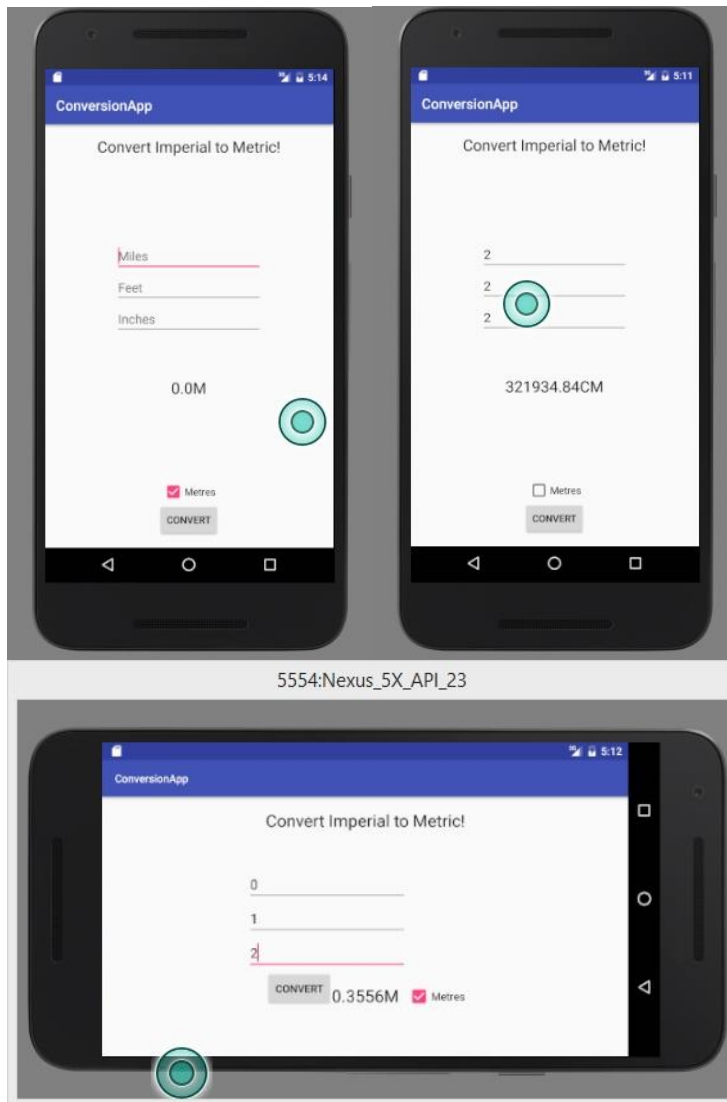 5:14
ConversionApp
Convert Imperial to Metric!
Miles
Feet
Inches
0.0M
Metres
CONVERT
5:11
ConversionApp
Convert Imperial to Metric!
2
2
2
321934.84CM
Metres
CONVERT
5554:Nexus_5X_API_23
5:12
ConversionApp
Convert Imperial to Metric!
0
1
2
CONVERT 0.3556M Metres